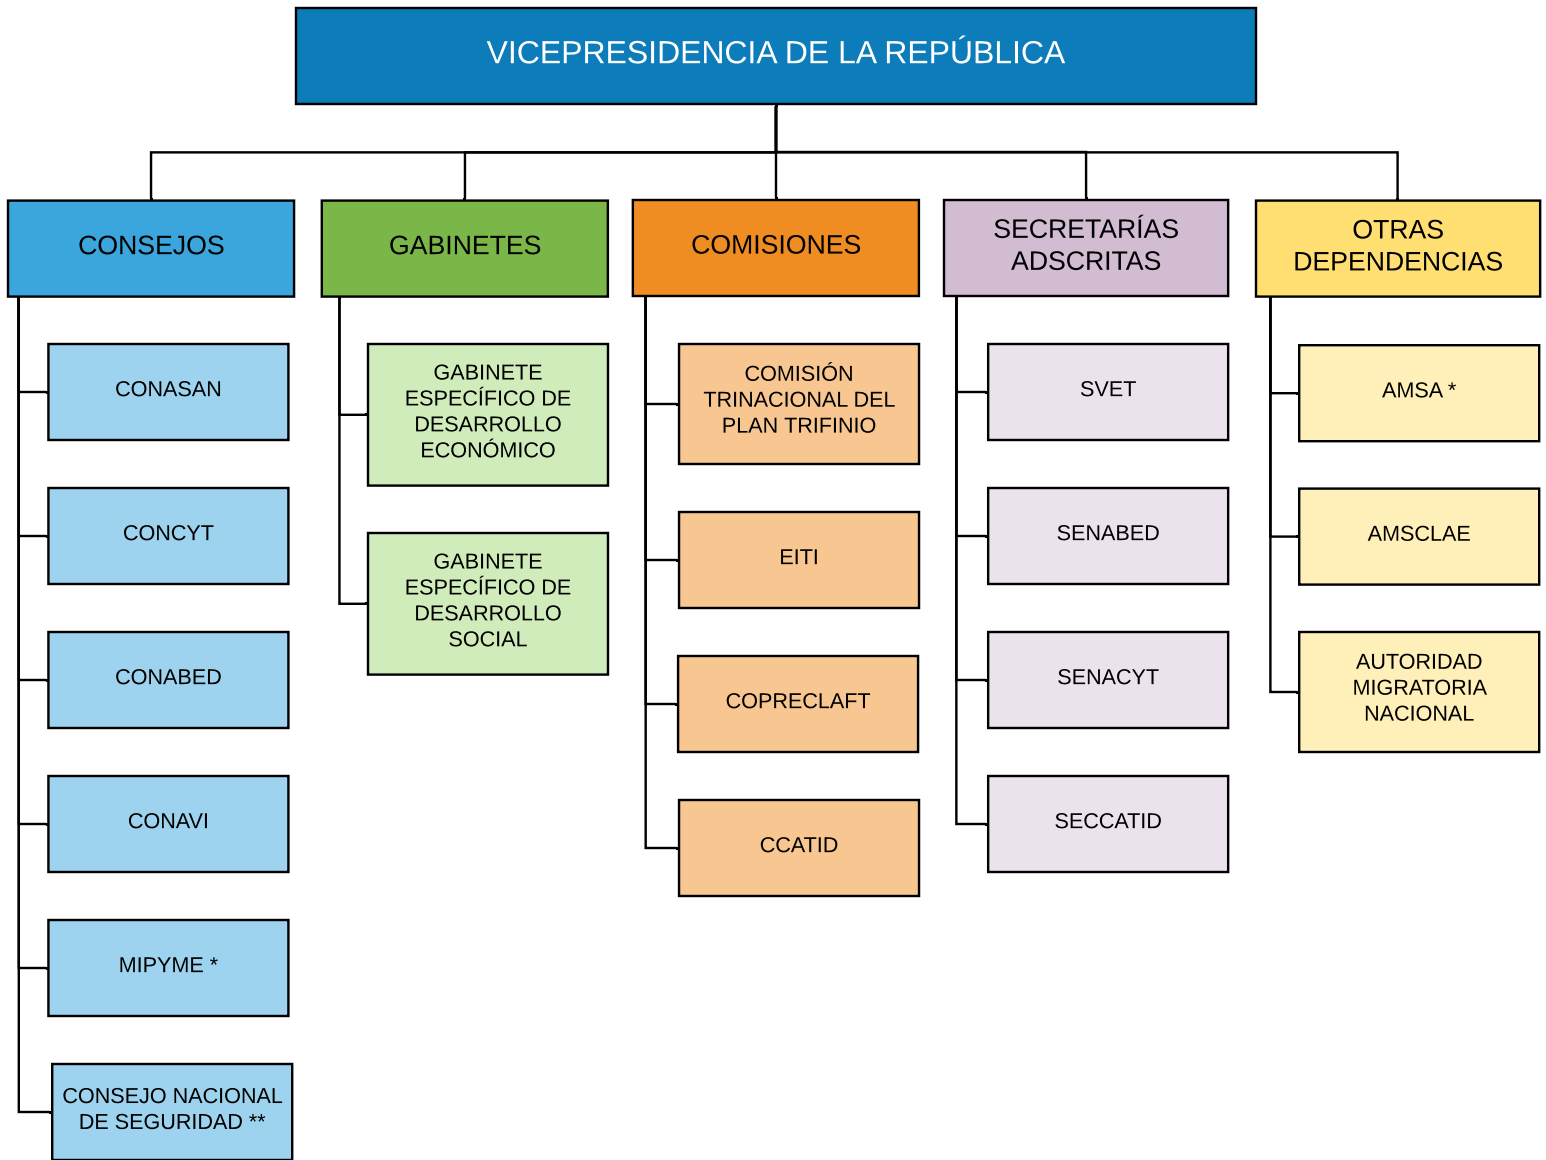 VICEPRESIDENCIA DE LA REPÚBLICA
CONSEJOS
CONASAN
CONCYT
CONABED
CONAVI
MIPYME *
CONSEJO NACIONAL
DE SEGURIDAD **
GABINETES
GABINETE
ESPECÍFICO DE
DESARROLLO
ECONÓMICO
GABINETE
ESPECÍFICO DE
DESARROLLO
SOCIAL
COMISIONES
COMISIÓN
TRINACIONAL DEL
PLAN TRIFINIO
EITI
COPRECLAFT
CCATID
SECRETARÍAS
ADSCRITAS
SVET
SENABED
SENACYT
SECCATID
OTRAS
DEPENDENCIAS
AMSA *
AMSCLAE
AUTORIDAD
MIGRATORIA
NACIONAL